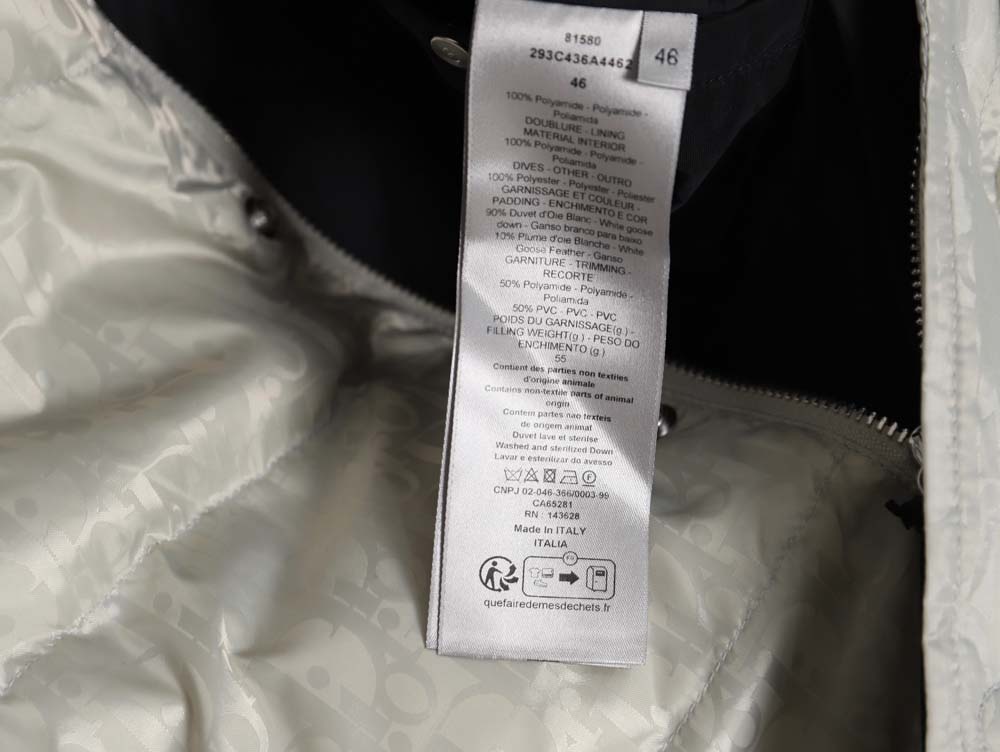 81580
293C436A4462
46
46
100% Polyamide - Polyamide -
Poliamida
DOUBLURE - LINING
MATERIAL INTERIOR
100% Polyamide - Polyamide -
Poliamida
DIVES - OTHER - OUTRO
100% Polyester - Polyester - Poliester
GARNISSAGE ET COULEUR -
PADDING - ENCHIMENTO E COR
90% Duvet d'Oie Blanc - White goose
down - Ganso branco para baixo
10% Plume d'oie Blanche - White
Goose Feather - Ganso
GARNITURE - TRIMMING -
RECORTE
50% Polyamide - Polyamide -
Poliamida
50% PVC - PVC - PVC
POIDS DU GARNISSAGE(g.) -
FILLING WEIGHT(g.) - PESO DO
ENCHIMENTO (g.)
55
Contient des parties non textiles
d'origine animale
Contains non-textile parts of animal
origin
Contem partes nao texteis
de origem animal
Duvet lave et sterilse
Washed and sterilized Down
Lavar e esterilizar do avesso
CNPJ 02-046-366/0003-99
CA65281
RN : 143628
Made In ITALY
ITALIA
FR
quefairedemesdechets.fr